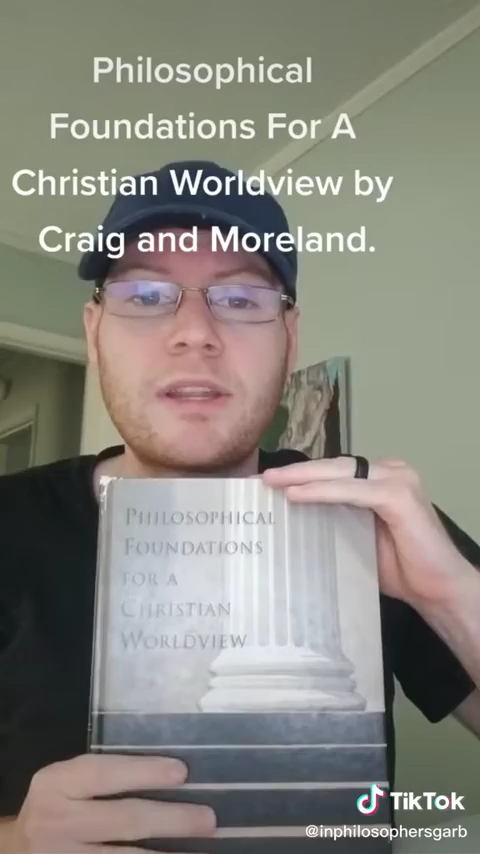 Philosophical
Foundations For A
Christian Worldview by
Craig and Moreland.
PHILOSOPHICAL
FOUNDATIONS
FOR A
CHRISTIAN
WORLDVIEW
TikTok
@inphilosophersgarb